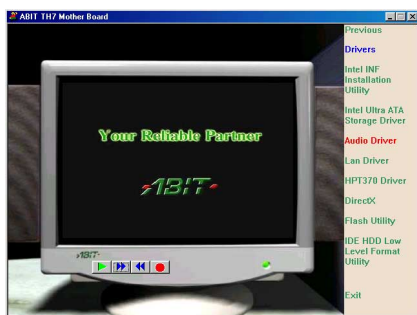 ABIT TH7 Mother Board
Previous
Drivers
Intel INF
Installation
Utility
Intel Ultra ATA
Storage Driver
Audio Driver
Lan Driver
HPT370 Driver
DirectX
Flash Utility
IDE HDD Low
Level Format
Utility
Exit
Your Reliable Partner
ABIT
ABIT